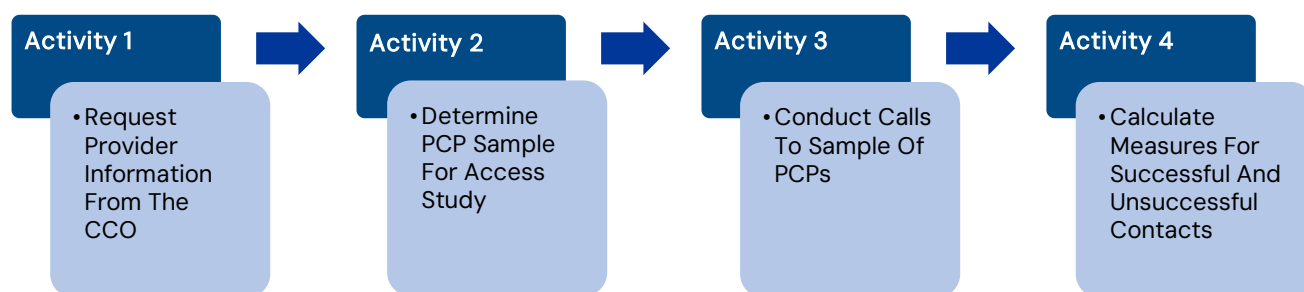 Activity 1
• Request
Provider
Information
From The
CCO
Activity 2
• Determine
PCP Sample
For Access
Study
Activity 3
• Conduct Calls
To Sample Of
PCPs
Activity 4
• Calculate
Measures For
Successful And
Unsuccessful
Contacts